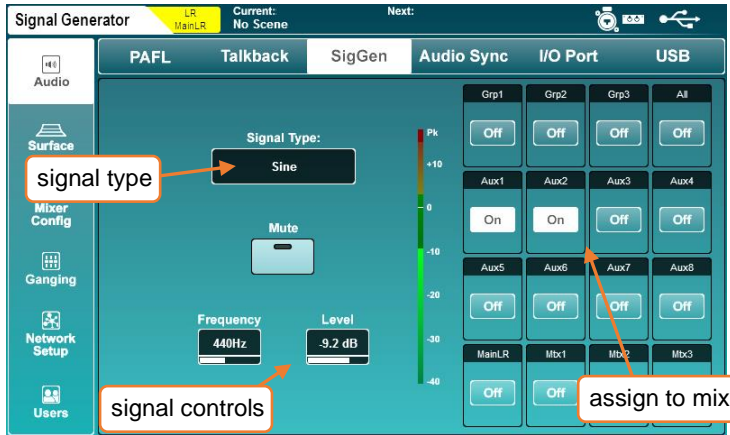 Signal Generator
LR
MainLR
Current:
No Scene
Next:
Audio
PAFL
Talkback
SigGen
Audio Sync
I/O Port
USB
Surface
signal type
Mixer
Config
Ganging
Network
Setup
Users
Signal Type:
Sine
Mute
Frequency
440Hz
Level
-9.2 dB
signal controls
Pk
+10
0
-10
-20
-30
-40
Grp1
Grp2
Grp3
All
Off
Off
Off
Off
Aux1
Aux2
Aux3
Aux4
On
On
Off
Off
Aux5
Aux6
Aux7
Aux8
Off
Off
Off
Off
MainLR
Mtx1
Mtx2
Mtx3
Off
Off
assign to mix